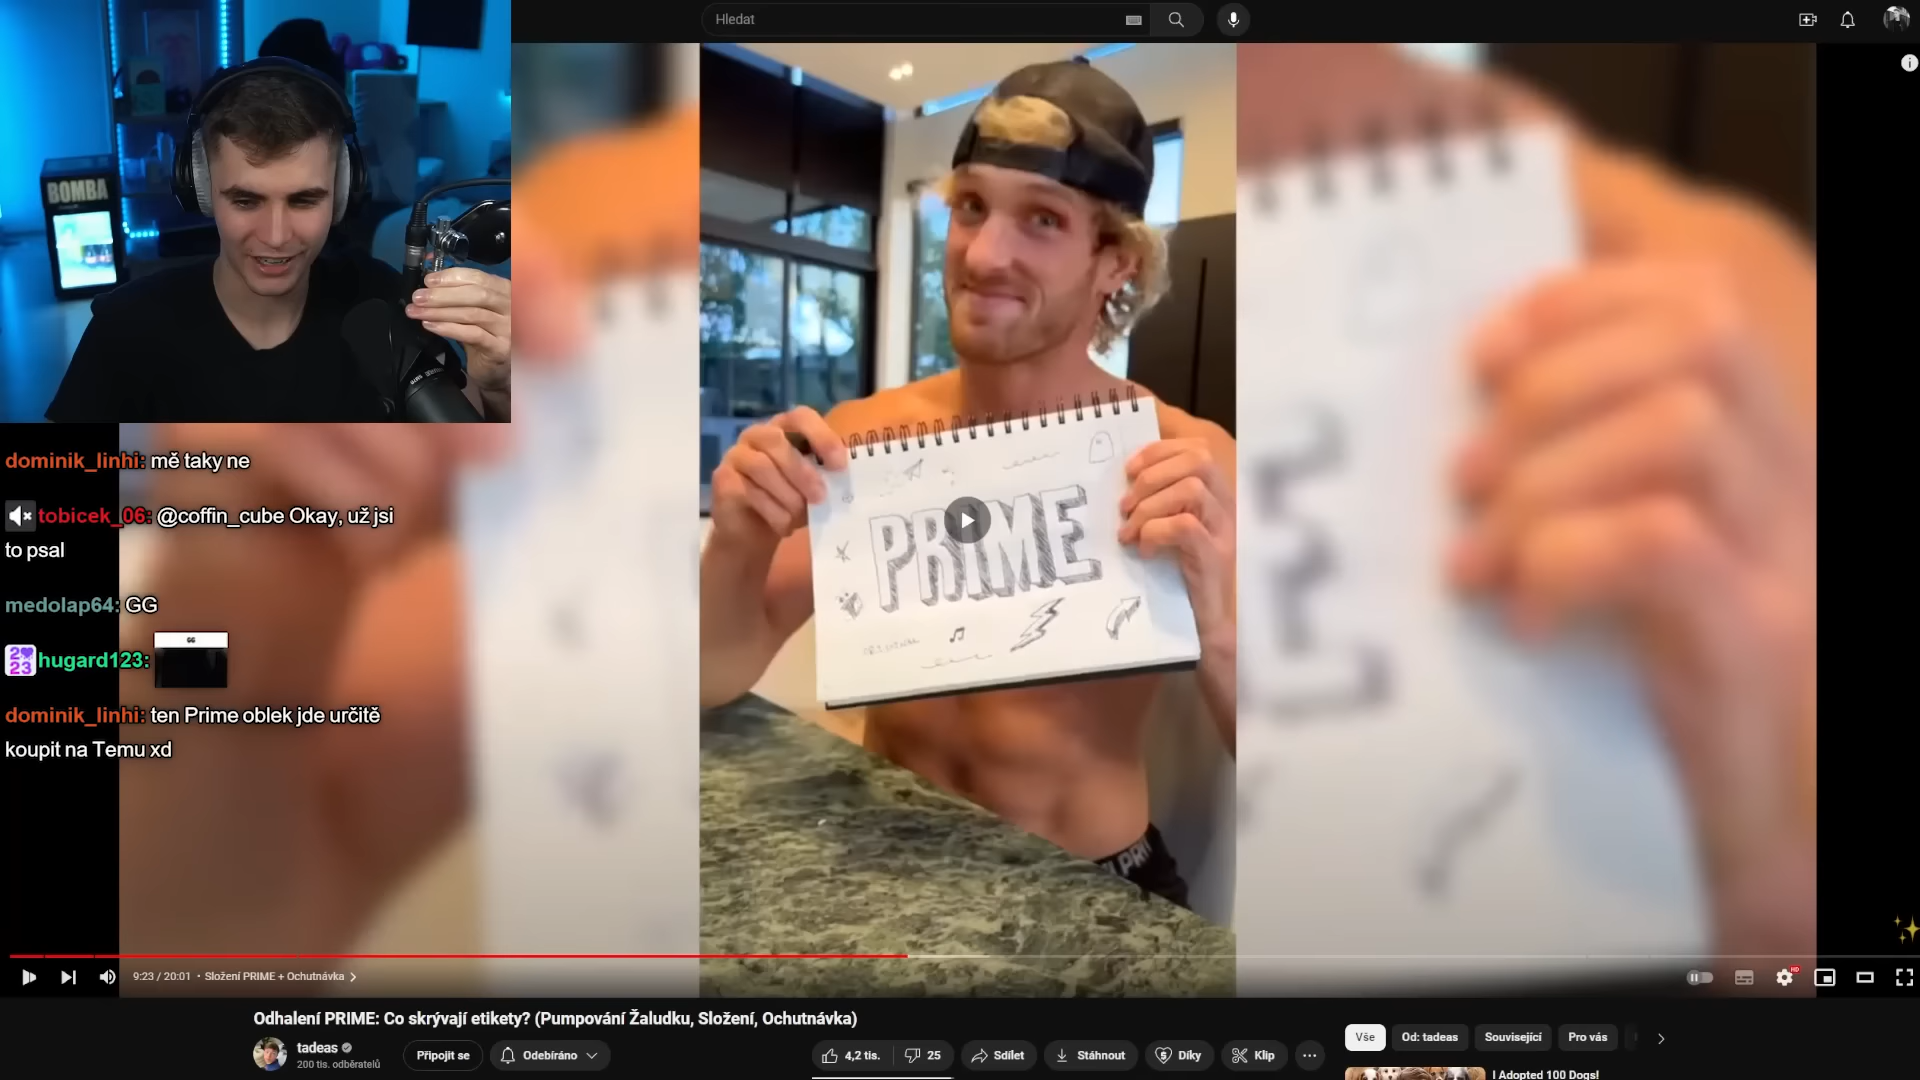 Hledat
BOMBA
PRIME
dominik_linhi: mě taky ne
tobicek_06: @coffin_cube Okay, už jsi
to psal
medolap64: GG
2023
hugard123:
GG
dominik_linhi: ten Prime oblek jde určitě
koupit na Temu xd
9:23 / 20:01 • Složení PRIME + Ochutnávka
HD
Odhalení PRIME: Co skrývají etikety? (Pumpování Žaludku, Složení, Ochutnávka)
tadeas
200 tis. odběratelů
Připojit se
Odebíráno
4,2 tis.
25
Sdílet
Stáhnout
Díky
Klip
Vše
Od: tadeas
Související
Pro vás
I Adopted 100 Dogs!